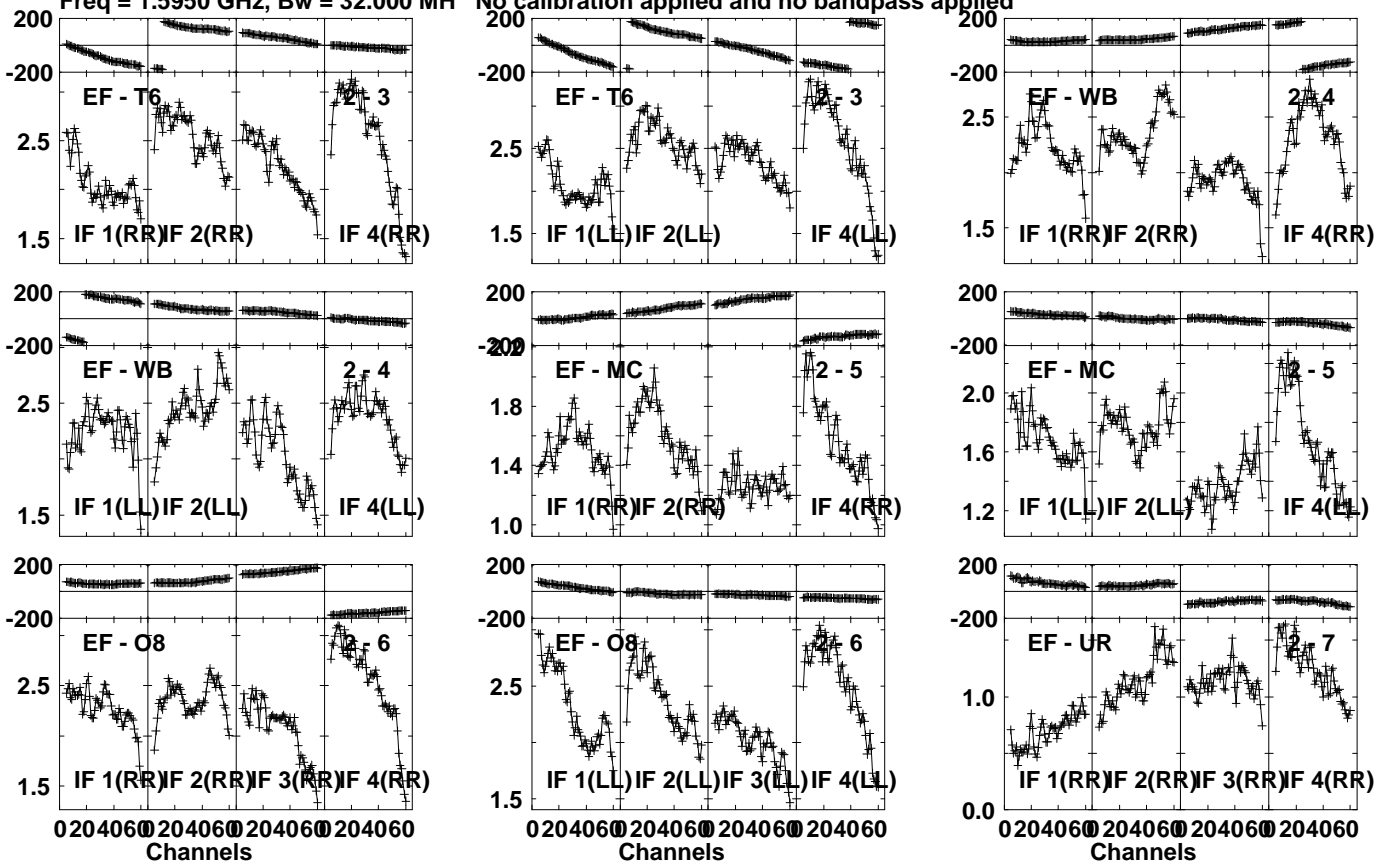 Freq = 1.5950 GHz, Bw = 32.000 MH No calibration applied and no bandpass applied
200 200 200
-200 -200 -200
EF - T6 2 - 3 EF - T6 2 - 3 EF - WB 2 - 4
2.5 2.5 2.5
1.5 1.5 1.5
IF 1(RR) IF 2(RR) IF 4(RR) IF 1(LL) IF 2(LL) IF 4(LL) IF 1(RR) IF 2(RR) IF 4(RR)
200 200 200
-200 -200 -200
2.2
EF - WB 2 - 4 EF - MC 2 - 5 EF - MC 2 - 5
2.5 1.8 2.0
1.4 1.6
1.5 1.0 1.2
IF 1(LL) IF 2(LL) IF 4(LL) IF 1(RR) IF 2(RR) IF 4(RR) IF 1(LL) IF 2(LL) IF 4(LL)
200 200 200
-200 -200 -200
EF - O8 2 - 6 EF - O8 2 - 6 EF - UR 2 - 7
2.5 2.5 1.0
1.5 1.5 0.0
IF 1(RR) IF 2(RR) IF 3(RR) IF 4(RR) IF 1(LL) IF 2(LL) IF 3(LL) IF 4(LL) IF 1(RR) IF 2(RR) IF 3(RR) IF 4(RR)
0 20 40 60 0 20 40 60 0 20 40 60 0 20 40 60 0 20 40 60 0 20 40 60 0 20 40 60 0 20 40 60 0 20 40 60 0 20 40 60 0 20 40 60 0 20 40 60
Channels Channels Channels